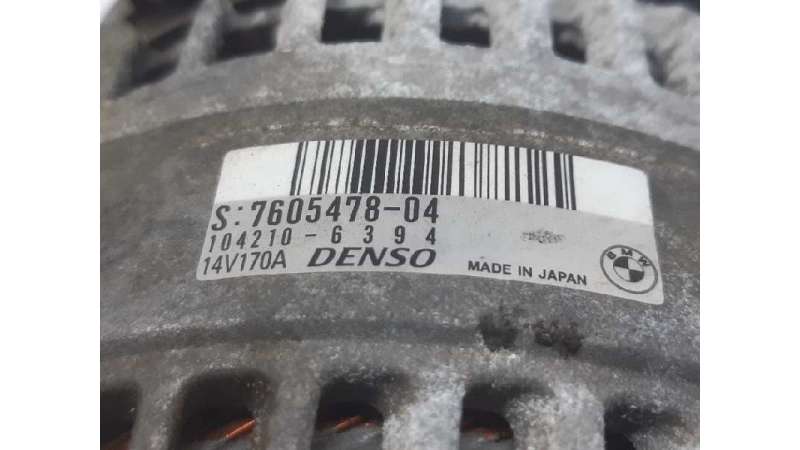 S: 7605478-04
104210-6394
14V170A DENSO MADE IN JAPAN
BMW